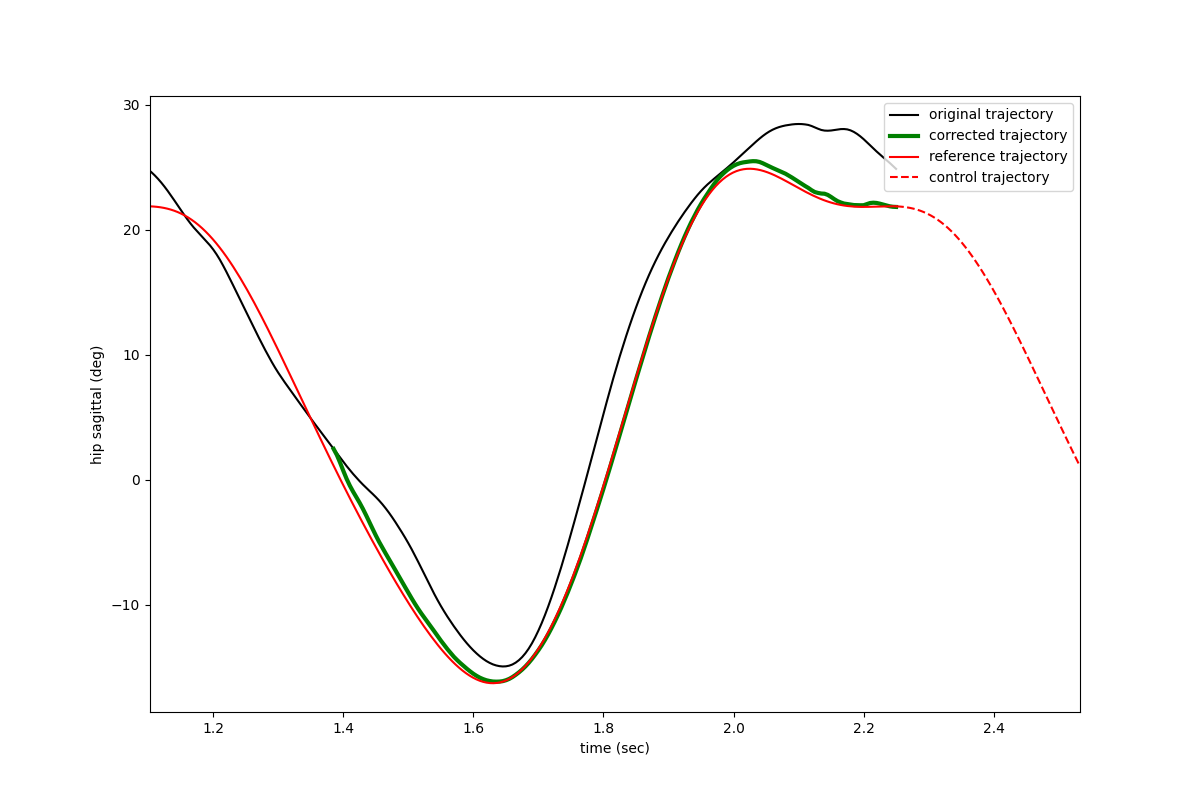 30
20
10
0
−10
hip sagittal (deg)
original trajectory
corrected trajectory
reference trajectory
control trajectory
1.2
1.4
1.6
1.8
2.0
2.2
2.4
time (sec)